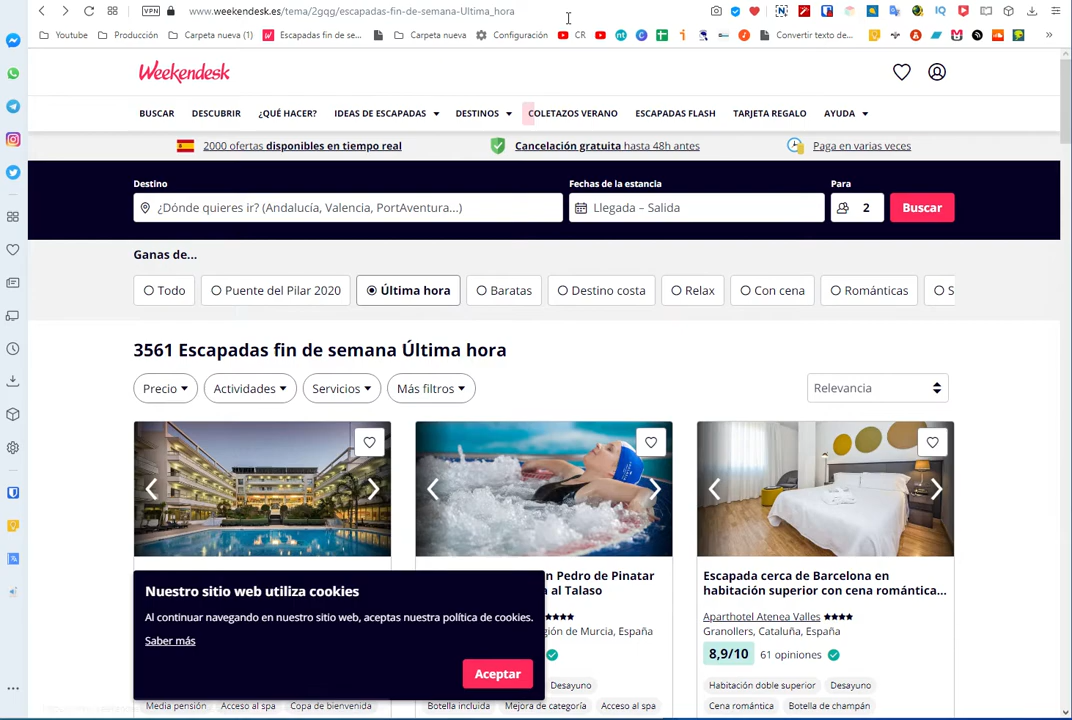 VPN www.weekendesk.es/tema/2gqg/escapadas-fin-de-semana-Ultima_hora
Youtube Producción Carpeta nueva (1) Escapadas fin de se... Carpeta nueva Configuración CR Convertir texto de...
Weekendesk
BUSCAR DESCUBRIR ¿QUÉ HACER? IDEAS DE ESCAPADAS DESTINOS COLETAZOS VERANO ESCAPADAS FLASH TARJETA REGALO AYUDA
2000 ofertas disponibles en tiempo real Cancelación gratuita hasta 48h antes Paga en varias veces
Destino Fechas de la estancia Para
¿Dónde quieres ir? (Andalucía, Valencia, PortAventura...) Llegada – Salida 2 Buscar
Ganas de...
Todo Puente del Pilar 2020 Última hora Baratas Destino costa Relax Con cena Románticas S
3561 Escapadas fin de semana Última hora
Precio Actividades Servicios Más filtros Relevancia
Nuestro sitio web utiliza cookies
Al continuar navegando en nuestro sitio web, aceptas nuestra política de cookies.
Saber más
Aceptar
Media pensión Acceso al spa Copa de bienvenida
n Pedro de Pinatar
a al Talaso
gión de Murcia, España
Desayuno
Botella incluida Mejora de categoría Acceso al spa
Escapada cerca de Barcelona en
habitación superior con cena romántica...
Aparthotel Atenea Valles
Granollers, Cataluña, España
8,9/10 61 opiniones
Habitación doble superior Desayuno
Cena romántica Botella de champán